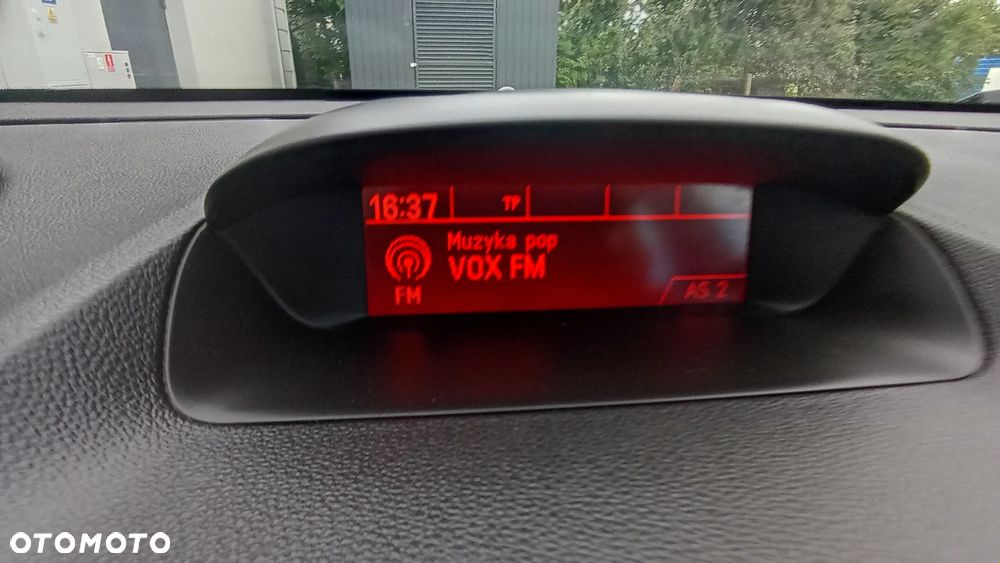 16:37
TP
Muzyka pop
VOX FM
FM
AS 2
OTOMOTO